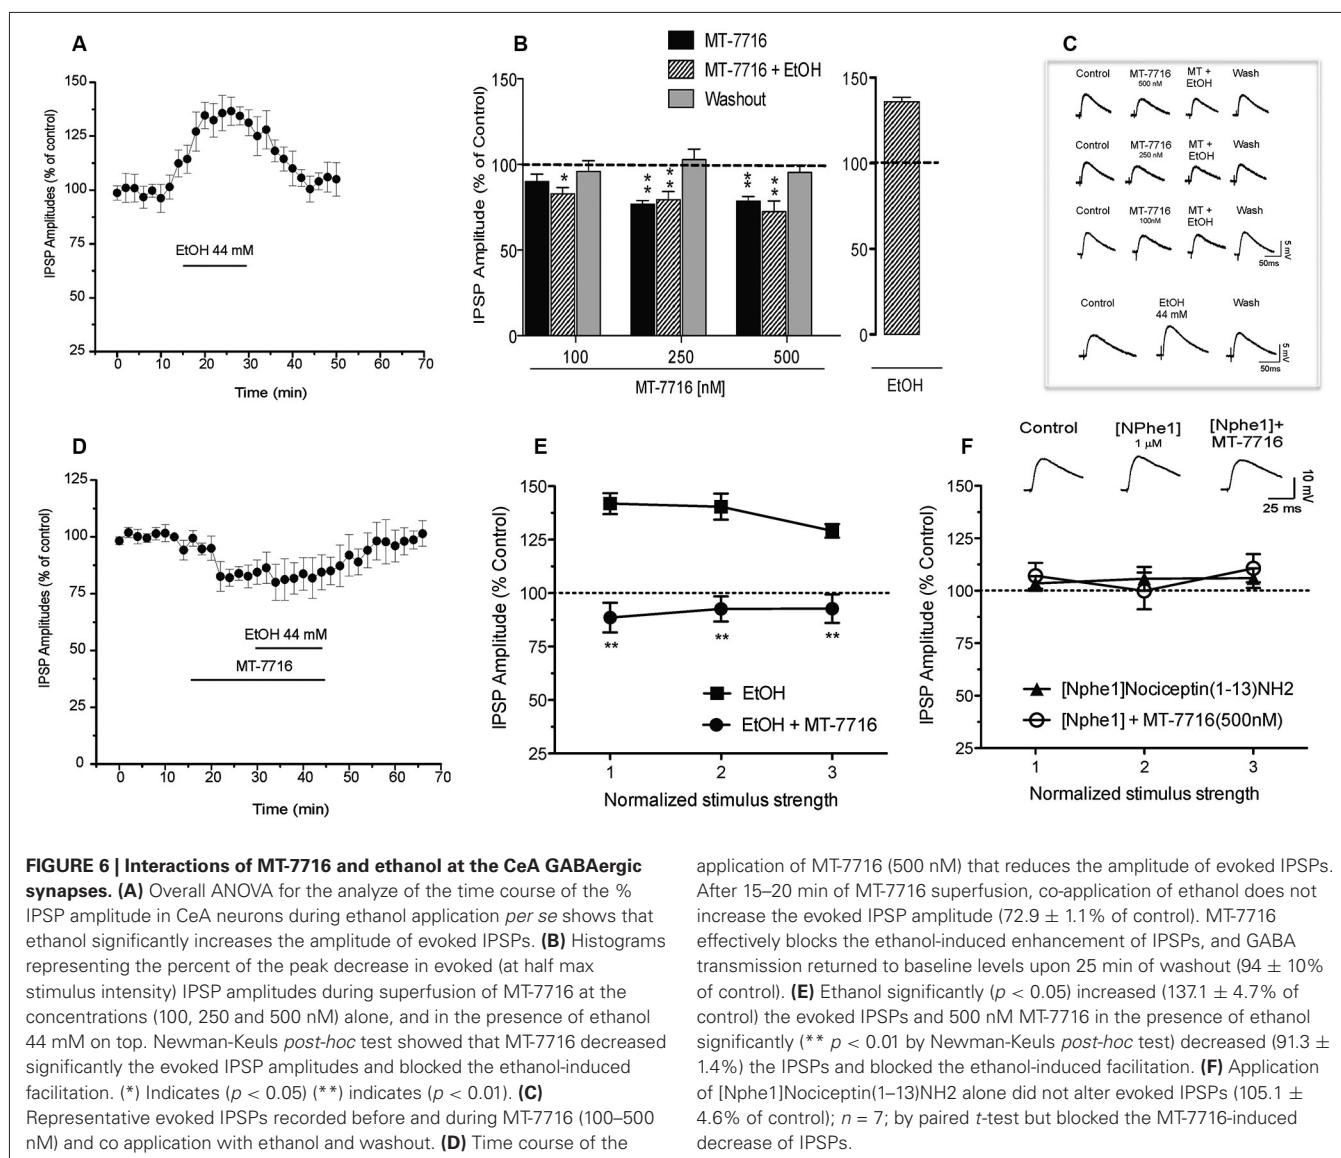 A
150
125
100
75
50
25
IPSP Amplitudes (% of control)
EtOH 44 mM
0 10 20 30 40 50 60 70
Time (min)
B
MT-7716
MT-7716 + EtOH
Washout
150
100
50
0
IPSP Amplitude (% of Control)
* ** ** ** **
100 250 500
MT-7716 [nM]
150
100
50
0
EtOH
C
Control MT-7716 500 nM MT + EtOH Wash
Control MT-7716 250 nM MT + EtOH Wash
Control MT-7716 100nM MT + EtOH Wash
5 mV
50ms
Control EtOH 44 mM Wash
5 mV
50ms
D
125
100
75
50
25
0
IPSP Amplitudes (% of control)
EtOH 44 mM
MT-7716
0 10 20 30 40 50 60 70
Time (min)
E
150
125
100
75
50
25
IPSP Amplitude (% Control)
** ** **
EtOH
EtOH + MT-7716
1 2 3
Normalized stimulus strength
F
Control [NPhe1] 1 µM [Nphe1]+ MT-7716
10 mV
25 ms
150
125
100
75
50
25
IPSP Amplitude (% Control)
[Nphe1]Nociceptin(1-13)NH2
[Nphe1] + MT-7716(500nM)
1 2 3
Normalized stimulus strength
FIGURE 6 | Interactions of MT-7716 and ethanol at the CeA GABAergic
synapses. (A) Overall ANOVA for the analyze of the time course of the %
IPSP amplitude in CeA neurons during ethanol application per se shows that
ethanol significantly increases the amplitude of evoked IPSPs. (B) Histograms
representing the percent of the peak decrease in evoked (at half max
stimulus intensity) IPSP amplitudes during superfusion of MT-7716 at the
concentrations (100, 250 and 500 nM) alone, and in the presence of ethanol
44 mM on top. Newman-Keuls post-hoc test showed that MT-7716 decreased
significantly the evoked IPSP amplitudes and blocked the ethanol-induced
facilitation. (*) Indicates (p < 0.05) (**) indicates (p < 0.01). (C)
Representative evoked IPSPs recorded before and during MT-7716 (100–500
nM) and co application with ethanol and washout. (D) Time course of the
application of MT-7716 (500 nM) that reduces the amplitude of evoked IPSPs.
After 15–20 min of MT-7716 superfusion, co-application of ethanol does not
increase the evoked IPSP amplitude (72.9 ± 1.1% of control). MT-7716
effectively blocks the ethanol-induced enhancement of IPSPs, and GABA
transmission returned to baseline levels upon 25 min of washout (94 ± 10%
of control). (E) Ethanol significantly (p < 0.05) increased (137.1 ± 4.7% of
control) the evoked IPSPs and 500 nM MT-7716 in the presence of ethanol
significantly (** p < 0.01 by Newman-Keuls post-hoc test) decreased (91.3 ±
1.4%) the IPSPs and blocked the ethanol-induced facilitation. (F) Application
of [Nphe1]Nociceptin(1–13)NH2 alone did not alter evoked IPSPs (105.1 ±
4.6% of control); n = 7; by paired t-test but blocked the MT-7716-induced
decrease of IPSPs.